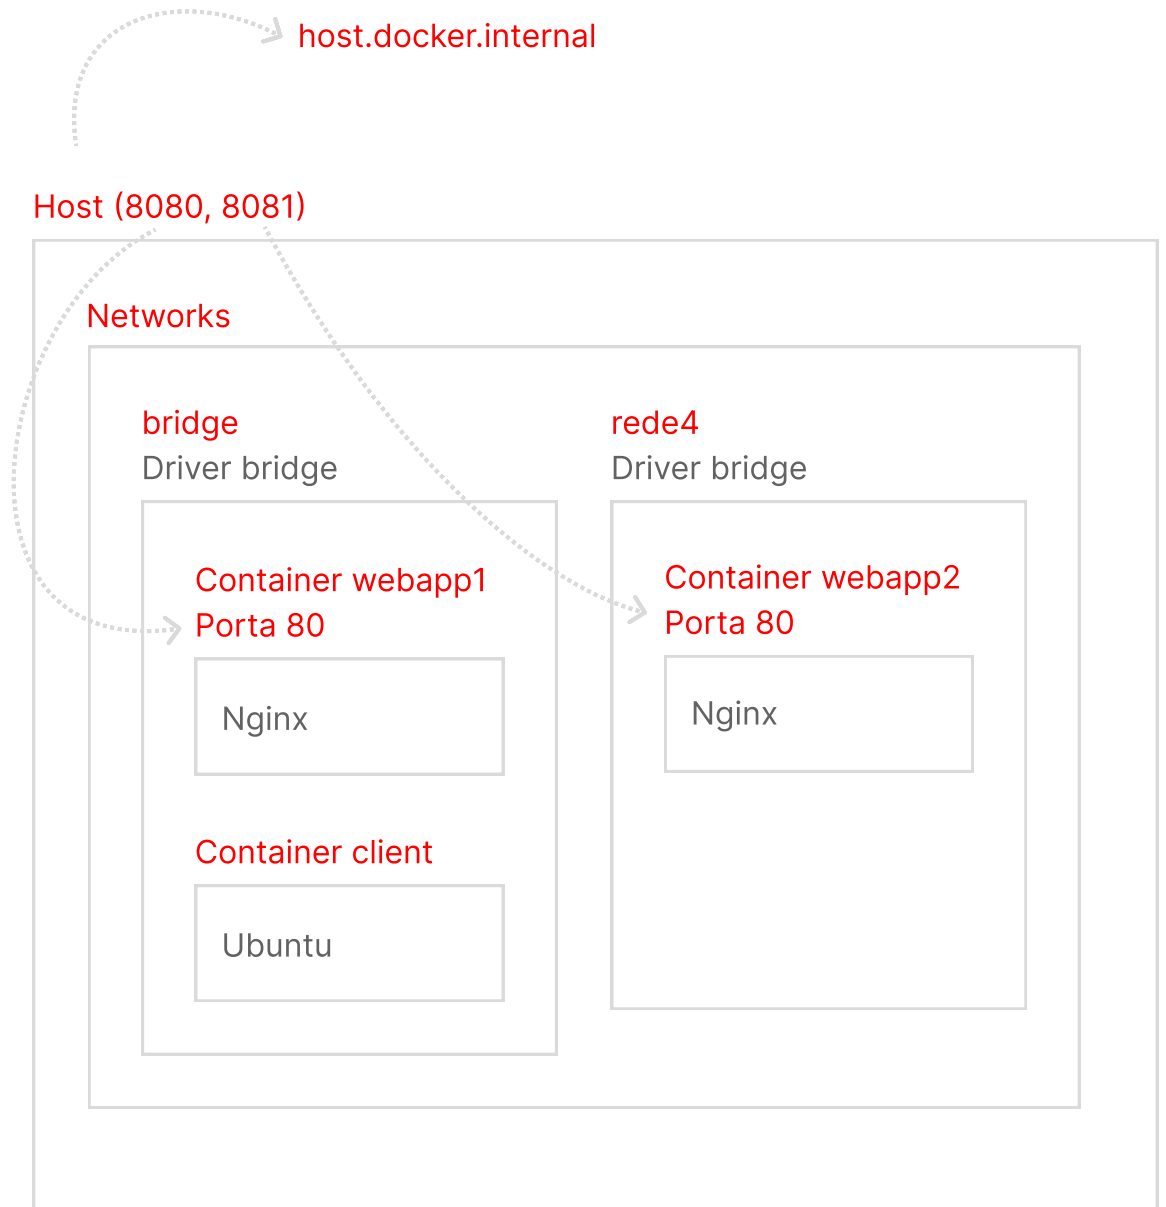 host.docker.internal
Host (8080, 8081)
Networks
bridge
Driver bridge
Container webapp1
Porta 80
Nginx
Container client
Ubuntu
rede4
Driver bridge
Container webapp2
Porta 80
Nginx